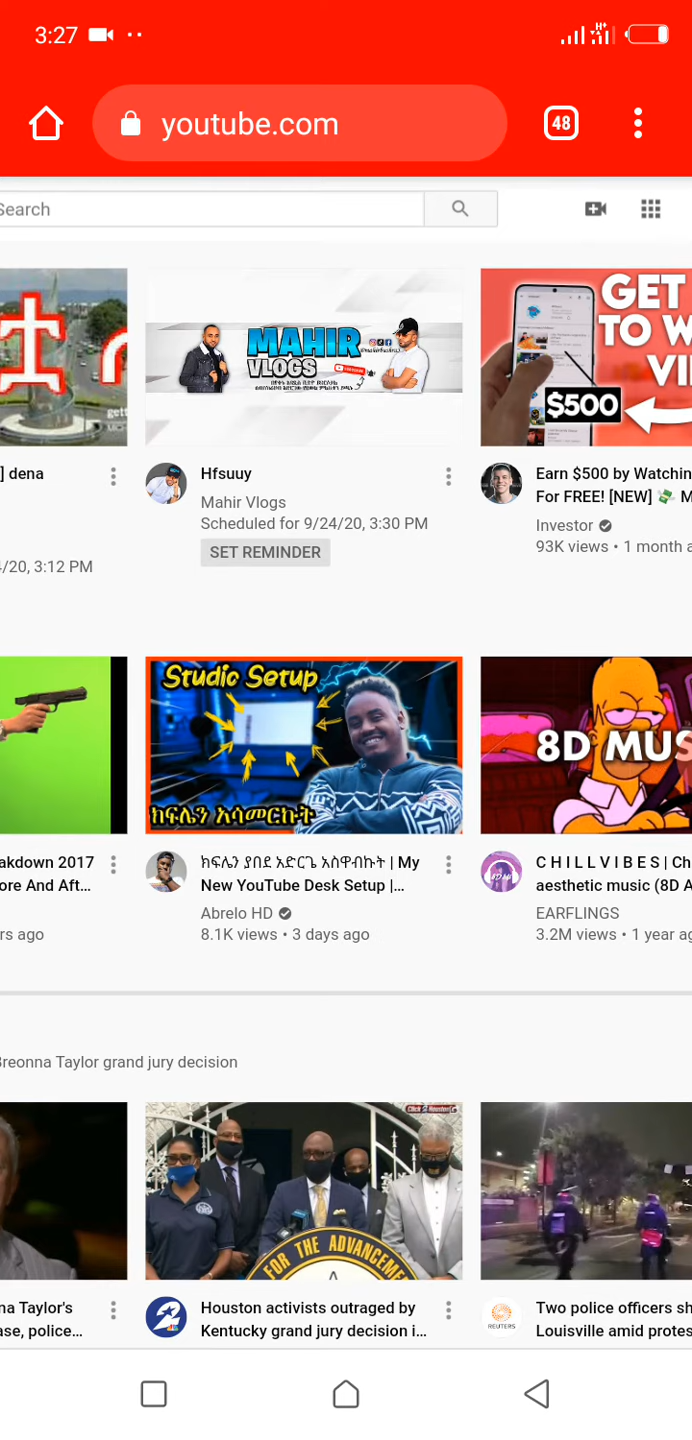 3:27
youtube.com
48
Search
MAHIR
VLOGS
GET
TO W
VI
$500
] dena
Hfsuuy
Mahir Vlogs
Scheduled for 9/24/20, 3:30 PM
SET REMINDER
/20, 3:12 PM
Earn $500 by Watchin
For FREE! [NEW] 💸 M
Investor
93K views • 1 month a
Studio Setup
ክፍሌን አሳመርኩት
8D MUS
akdown 2017
ore And Aft...
rs ago
ክፍሌን ያበደ አድርጌ አስዋብኩት | My
New YouTube Desk Setup |...
Abrelo HD
8.1K views • 3 days ago
C H I L L V I B E S | Ch
aesthetic music (8D A
EARFLINGS
3.2M views • 1 year ag
Breonna Taylor grand jury decision
Click 2 Houston
FOR THE ADVANCEME
na Taylor's
ase, police...
2
Houston activists outraged by
Kentucky grand jury decision i...
REUTERS
Two police officers sh
Louisville amid protes